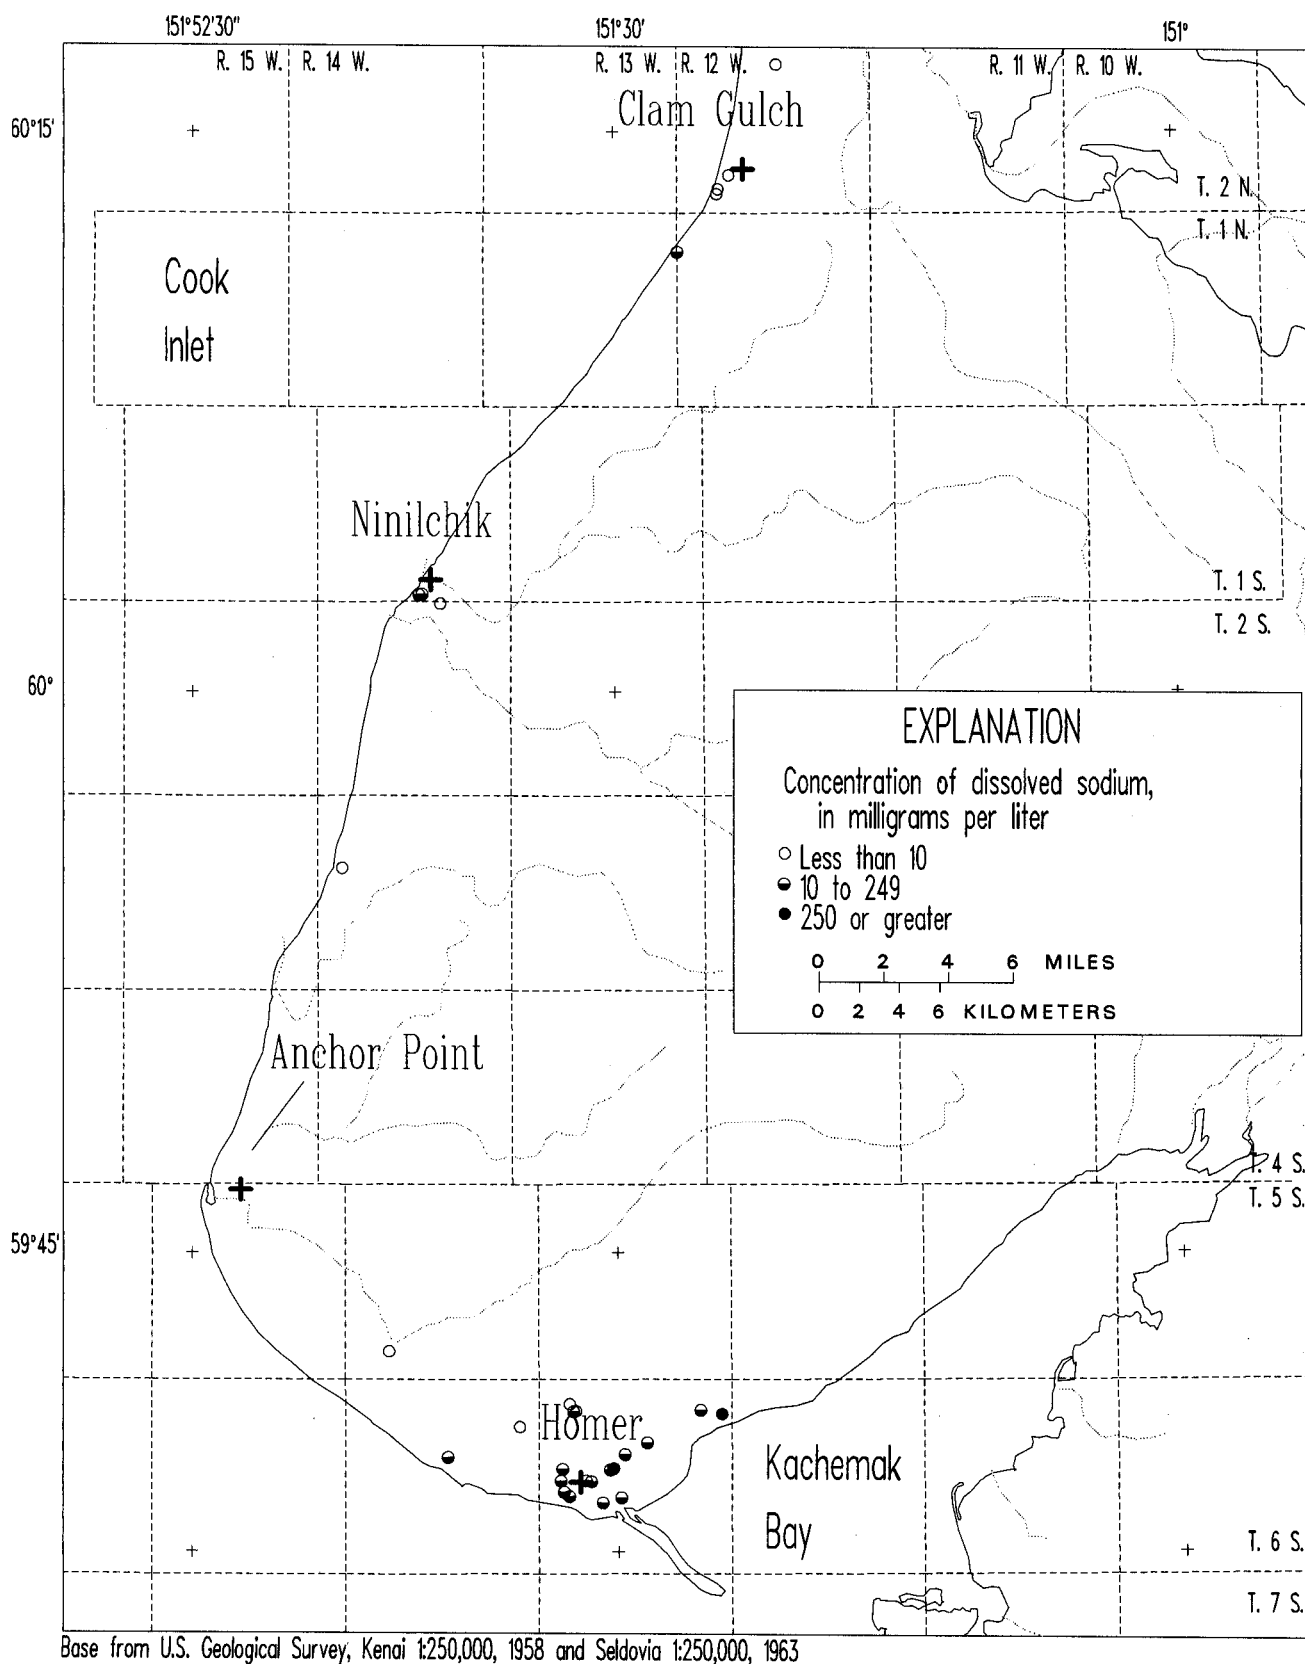 151°52'30" 151°30' 151°
R. 15 W. R. 14 W. R. 13 W. R. 12 W. R. 11 W. R. 10 W.
Clam Gulch
60°15'
T. 2 N.
T. 1 N.
Cook
Inlet
Ninilchik
T. 1 S.
T. 2 S.
60°
EXPLANATION
Concentration of dissolved sodium,
in milligrams per liter
Less than 10
10 to 249
250 or greater
0 2 4 6 MILES
0 2 4 6 KILOMETERS
Anchor Point
T. 4 S.
T. 5 S.
59°45'
Homer
Kachemak
Bay
T. 6 S.
T. 7 S.
Base from U.S. Geological Survey, Kenai 1:250,000, 1958 and Seldovia 1:250,000, 1963